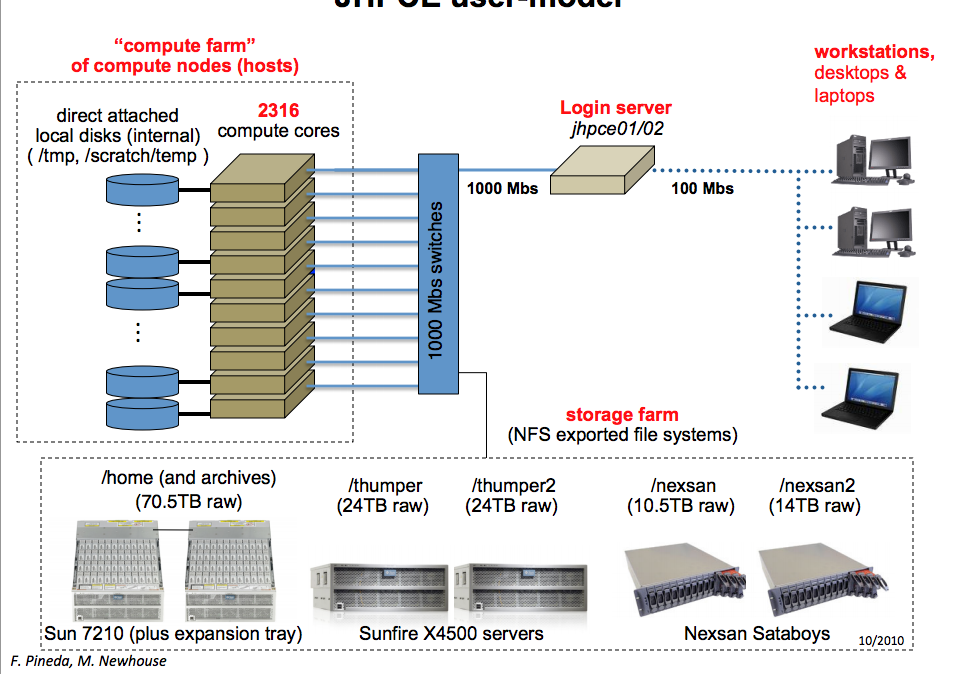 JHPCE user-model
"compute farm"
of compute nodes (hosts)
workstations,
desktops &
laptops
direct attached
local disks (internal)
( /tmp, /scratch/temp )
2316
compute cores
Login server
jhpce01/02
1000 Mbs
100 Mbs
1000 Mbs switches
storage farm
(NFS exported file systems)
/home (and archives)
(70.5TB raw)
/thumper
(24TB raw)
/thumper2
(24TB raw)
/nexsan
(10.5TB raw)
/nexsan2
(14TB raw)
Sun 7210 (plus expansion tray)
Sunfire X4500 servers
Nexsan Sataboys
10/2010
F. Pineda, M. Newhouse